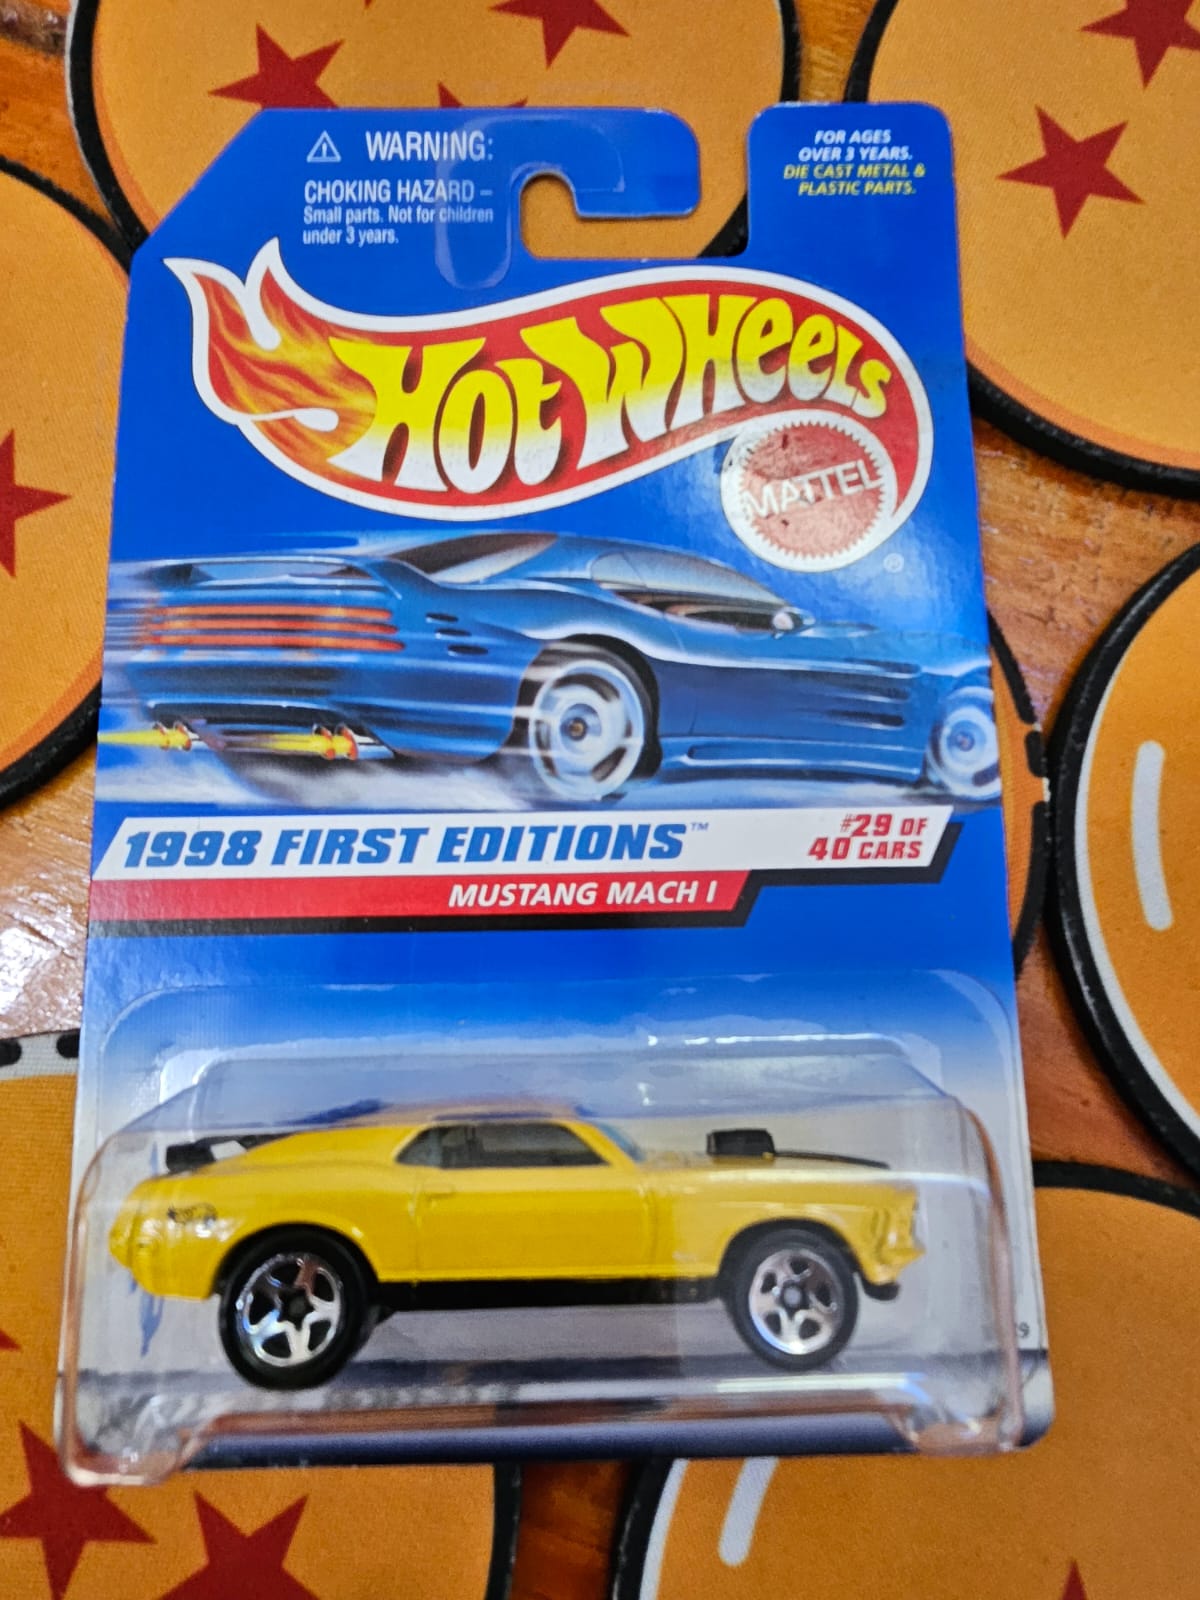 WARNING:
CHOKING HAZARD –
Small parts. Not for children
under 3 years.
FOR AGES
OVER 3 YEARS.
DIE CAST METAL &
PLASTIC PARTS.
HOT WHEELS
MATTEL
®
1998 FIRST EDITIONS™
#29 OF
40 CARS
MUSTANG MACH I